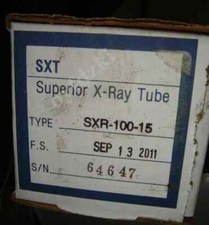 SXT
Superior X-Ray Tube
TYPE SXR-100-15
F.S. SEP 13 2011
S/N 64647